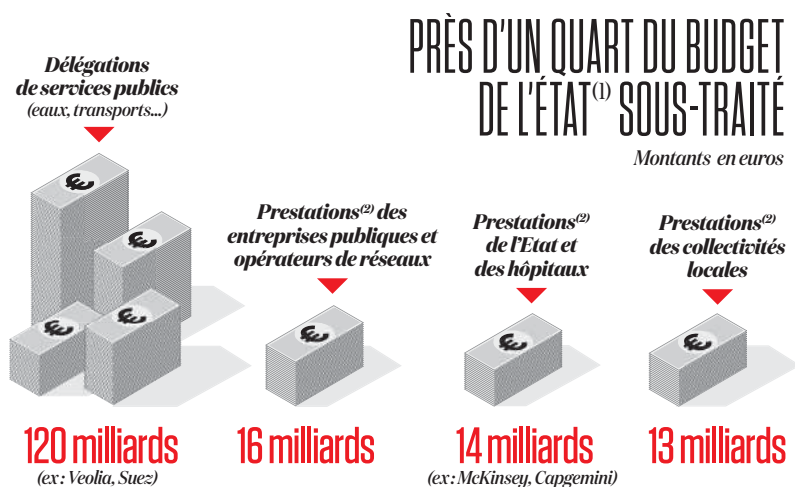 PRÈS D'UN QUART DU BUDGET
DE L'ÉTAT(1) SOUS-TRAITÉ
Montants en euros
Délégations
de services publics
(eaux, transports...)
120 milliards
(ex : Veolia, Suez)
Prestations(2) des
entreprises publiques et
opérateurs de réseaux
16 milliards
Prestations(2)
de l'Etat et
des hôpitaux
14 milliards
(ex : McKinsey, Capgemini)
Prestations(2)
des collectivités
locales
13 milliards